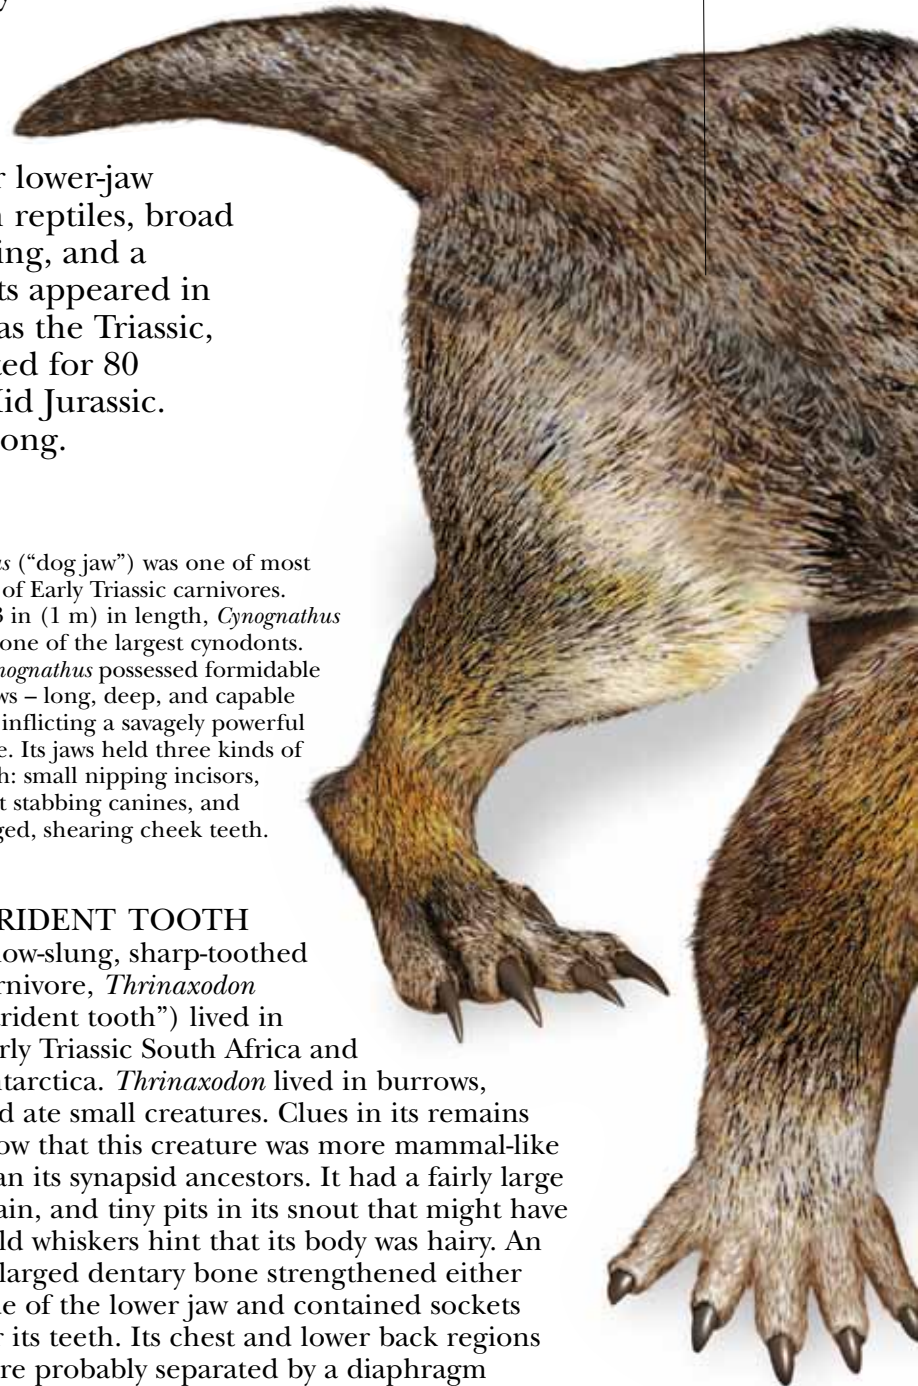 y
r lower-jaw
n reptiles, broad
ing, and a
ts appeared in
as the Triassic,
ted for 80
Mid Jurassic.
ong.
us (“dog jaw”) was one of most
of Early Triassic carnivores.
3 in (1 m) in length, Cynognathus
one of the largest cynodonts.
nognathus possessed formidable
ws – long, deep, and capable
inflicting a savagely powerful
e. Its jaws held three kinds of
h: small nipping incisors,
t stabbing canines, and
ged, shearing cheek teeth.
RIDENT TOOTH
low-slung, sharp-toothed
rnivore, Thrinaxodon
rident tooth”) lived in
rly Triassic South Africa and
ntarctica. Thrinaxodon lived in burrows,
d ate small creatures. Clues in its remains
ow that this creature was more mammal-like
an its synapsid ancestors. It had a fairly large
ain, and tiny pits in its snout that might have
ld whiskers hint that its body was hairy. An
larged dentary bone strengthened either
e of the lower jaw and contained sockets
r its teeth. Its chest and lower back regions
re probably separated by a diaphragm